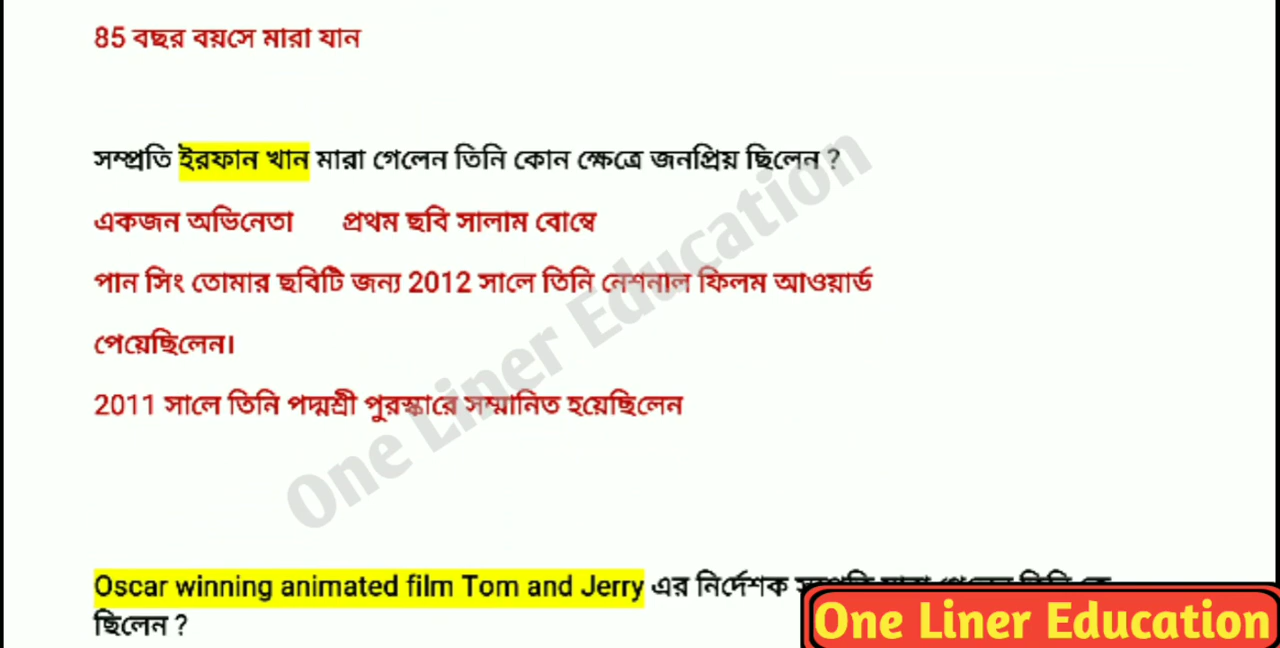 85 বছর বয়সে মারা যান
সম্প্রতি ইরফান খান মারা গেলেন তিনি কোন ক্ষেত্রে জনপ্রিয় ছিলেন ?
একজন অভিনেতা প্রথম ছবি সালাম বোম্বে
পান সিং তোমার ছবিটি জন্য 2012 সালে তিনি নেশনাল ফিলম আওয়ার্ড
পেয়েছিলেন।
2011 সালে তিনি পদ্মশ্রী পুরস্কারে সম্মানিত হয়েছিলেন
One Liner Education
Oscar winning animated film Tom and Jerry এর নির্দেশক
ছিলেন ?
One Liner Education